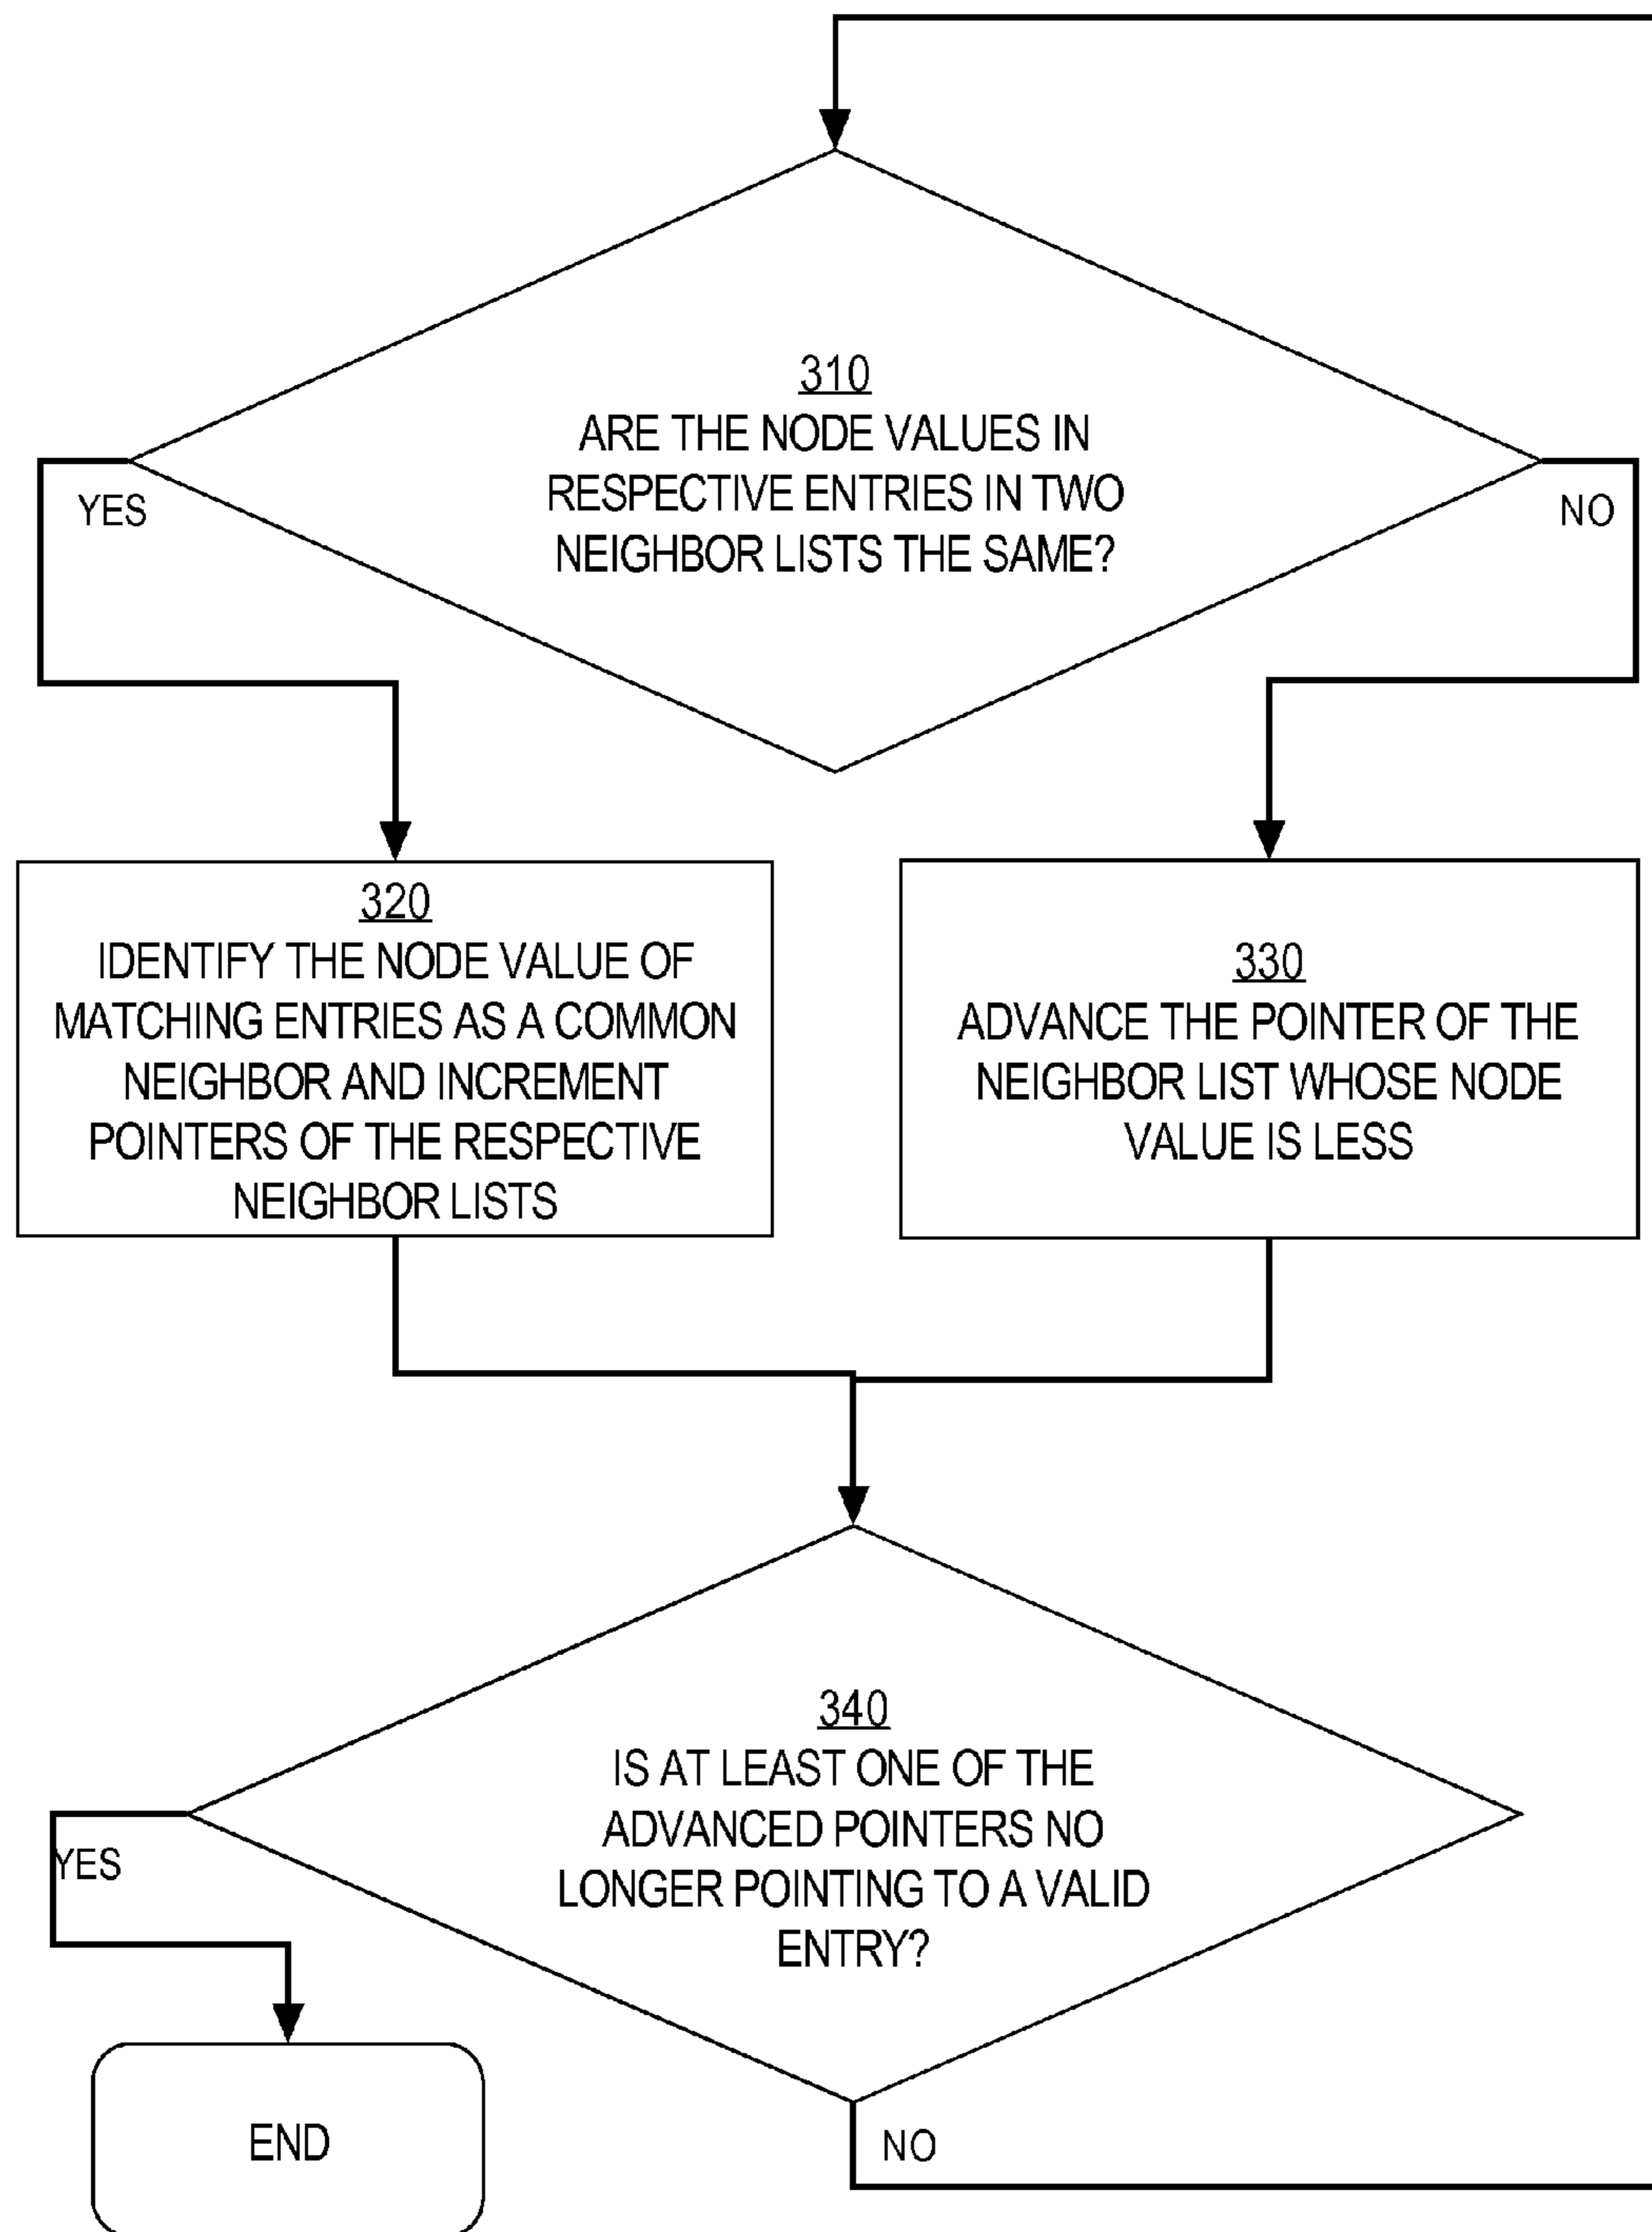 310
ARE THE NODE VALUES IN
RESPECTIVE ENTRIES IN TWO
NEIGHBOR LISTS THE SAME?
YES
NO
320
IDENTIFY THE NODE VALUE OF
MATCHING ENTRIES AS A COMMON
NEIGHBOR AND INCREMENT
POINTERS OF THE RESPECTIVE
NEIGHBOR LISTS
330
ADVANCE THE POINTER OF THE
NEIGHBOR LIST WHOSE NODE
VALUE IS LESS
340
IS AT LEAST ONE OF THE
ADVANCED POINTERS NO
LONGER POINTING TO A VALID
ENTRY?
YES
END
NO